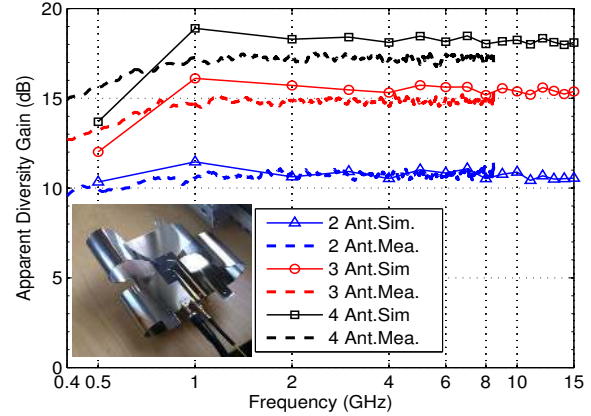 20
15
10
5
0
Apparent Diversity Gain (dB)
2 Ant.Sim.
2 Ant.Mea.
3 Ant.Sim
3 Ant.Mea.
4 Ant.Sim
4 Ant.Mea.
0.4 0.5 1 2 4 6 8 10 15
Frequency (GHz)